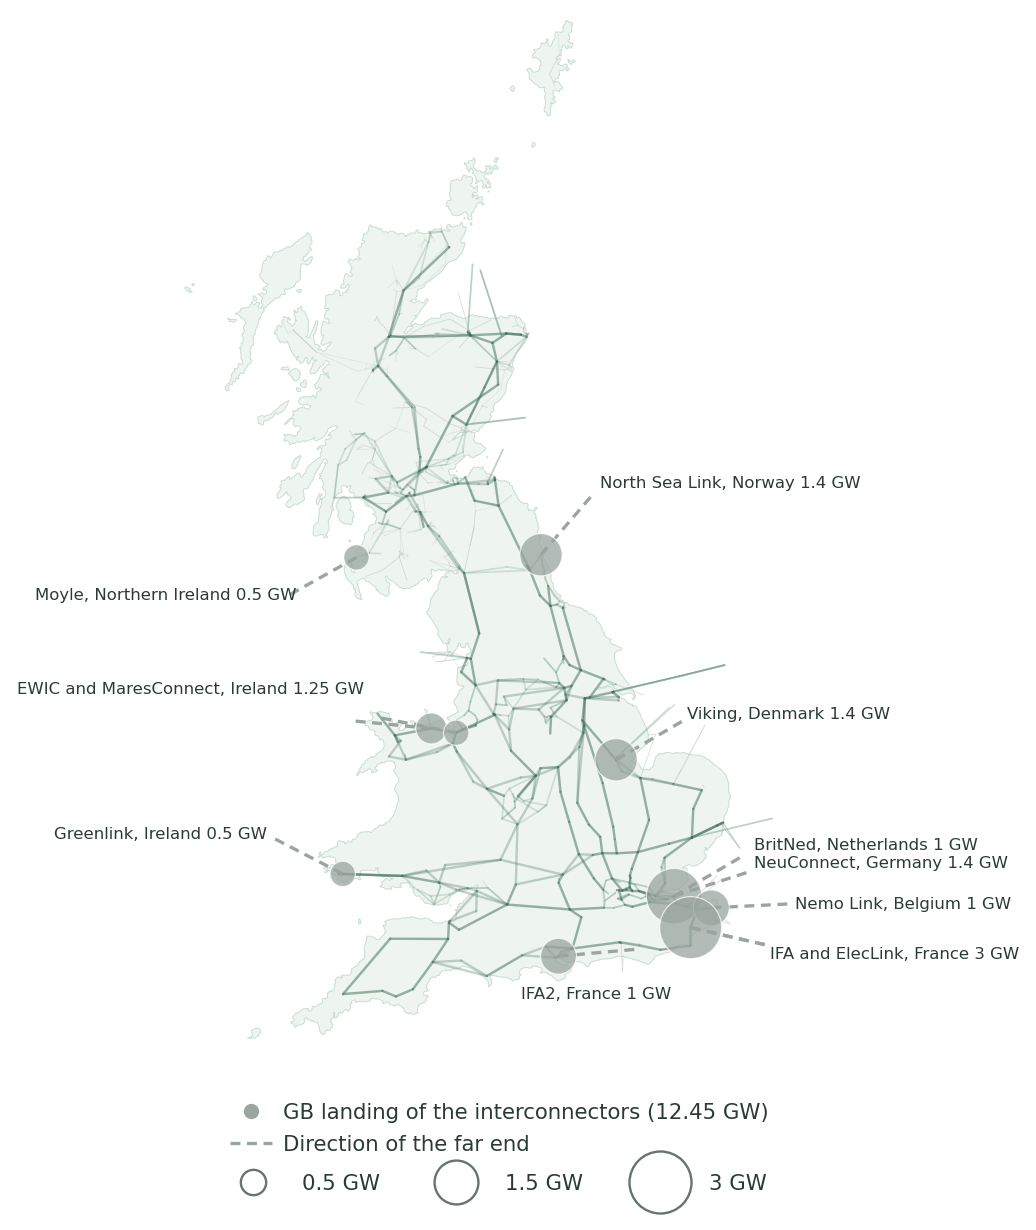 North Sea Link, Norway 1.4 GW
Moyle, Northern Ireland 0.5 GW
EWIC and MaresConnect, Ireland 1.25 GW
Viking, Denmark 1.4 GW
Greenlink, Ireland 0.5 GW
BritNed, Netherlands 1 GW
NeuConnect, Germany 1.4 GW
Nemo Link, Belgium 1 GW
IFA and ElecLink, France 3 GW
IFA2, France 1 GW
GB landing of the interconnectors (12.45 GW)
Direction of the far end
0.5 GW 1.5 GW 3 GW